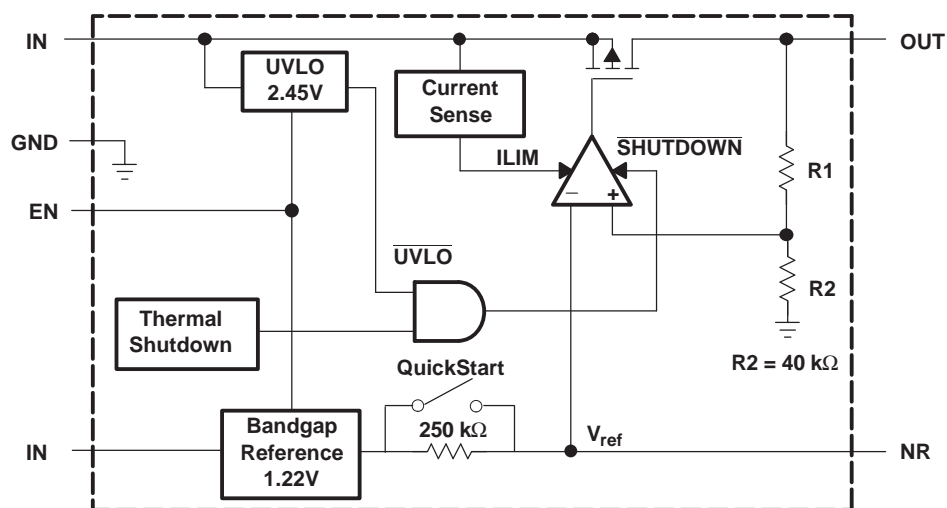 IN
OUT
UVLO
2.45V
Current
Sense
SHUTDOWN
GND
ILIM
R1
EN
− +
UVLO
R2
Thermal
Shutdown
QuickStart
R2 = 40 kΩ
Bandgap
Reference
1.22V
250 kΩ
Vref
IN
NR